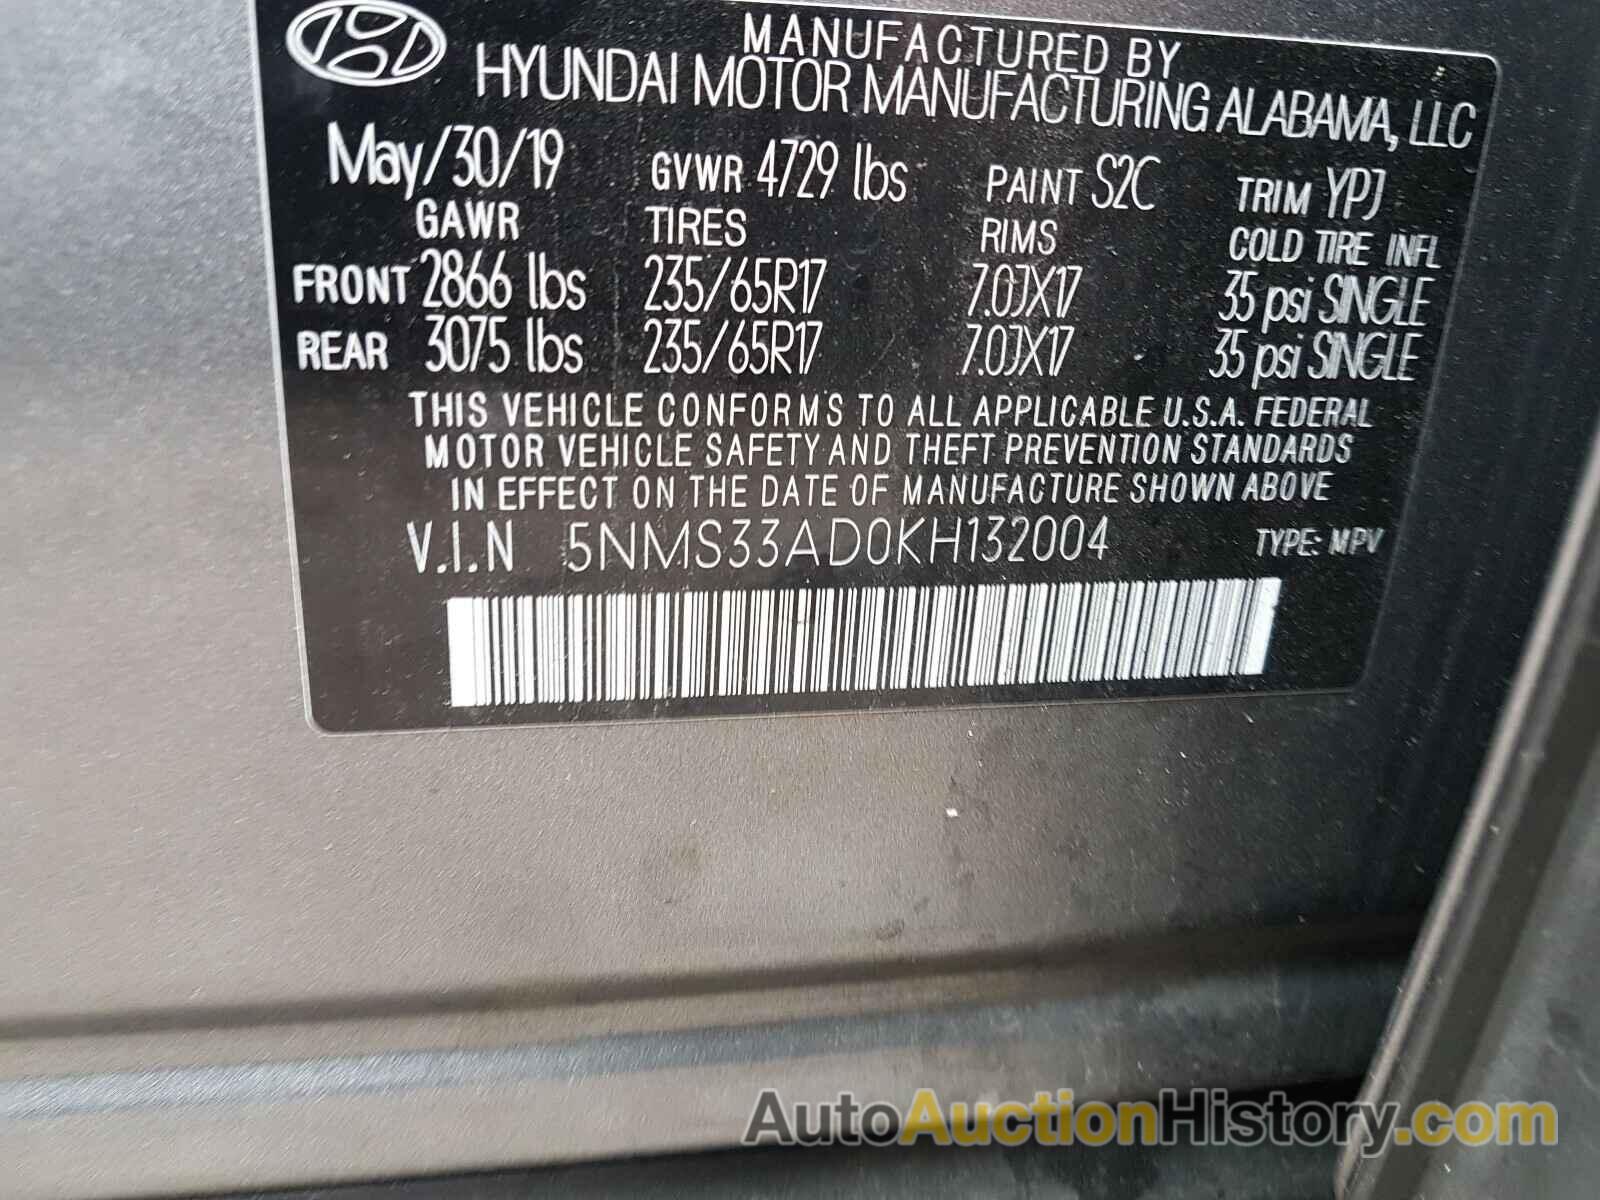 MANUFACTURED BY
HYUNDAI MOTOR MANUFACTURING ALABAMA, LLC
May/30/19 GVWR 4729 lbs PAINT S2C TRIM YPJ
GAWR TIRES RIMS COLD TIRE INFL
FRONT 2866 lbs 235/65R17 7.0JX17 35 psi SINGLE
REAR 3075 lbs 235/65R17 7.0JX17 35 psi SINGLE
THIS VEHICLE CONFORMS TO ALL APPLICABLE U.S.A. FEDERAL
MOTOR VEHICLE SAFETY AND THEFT PREVENTION STANDARDS
IN EFFECT ON THE DATE OF MANUFACTURE SHOWN ABOVE
V.I.N 5NMS33AD0KH132004 TYPE: MPV
AutoAuctionHistory.com